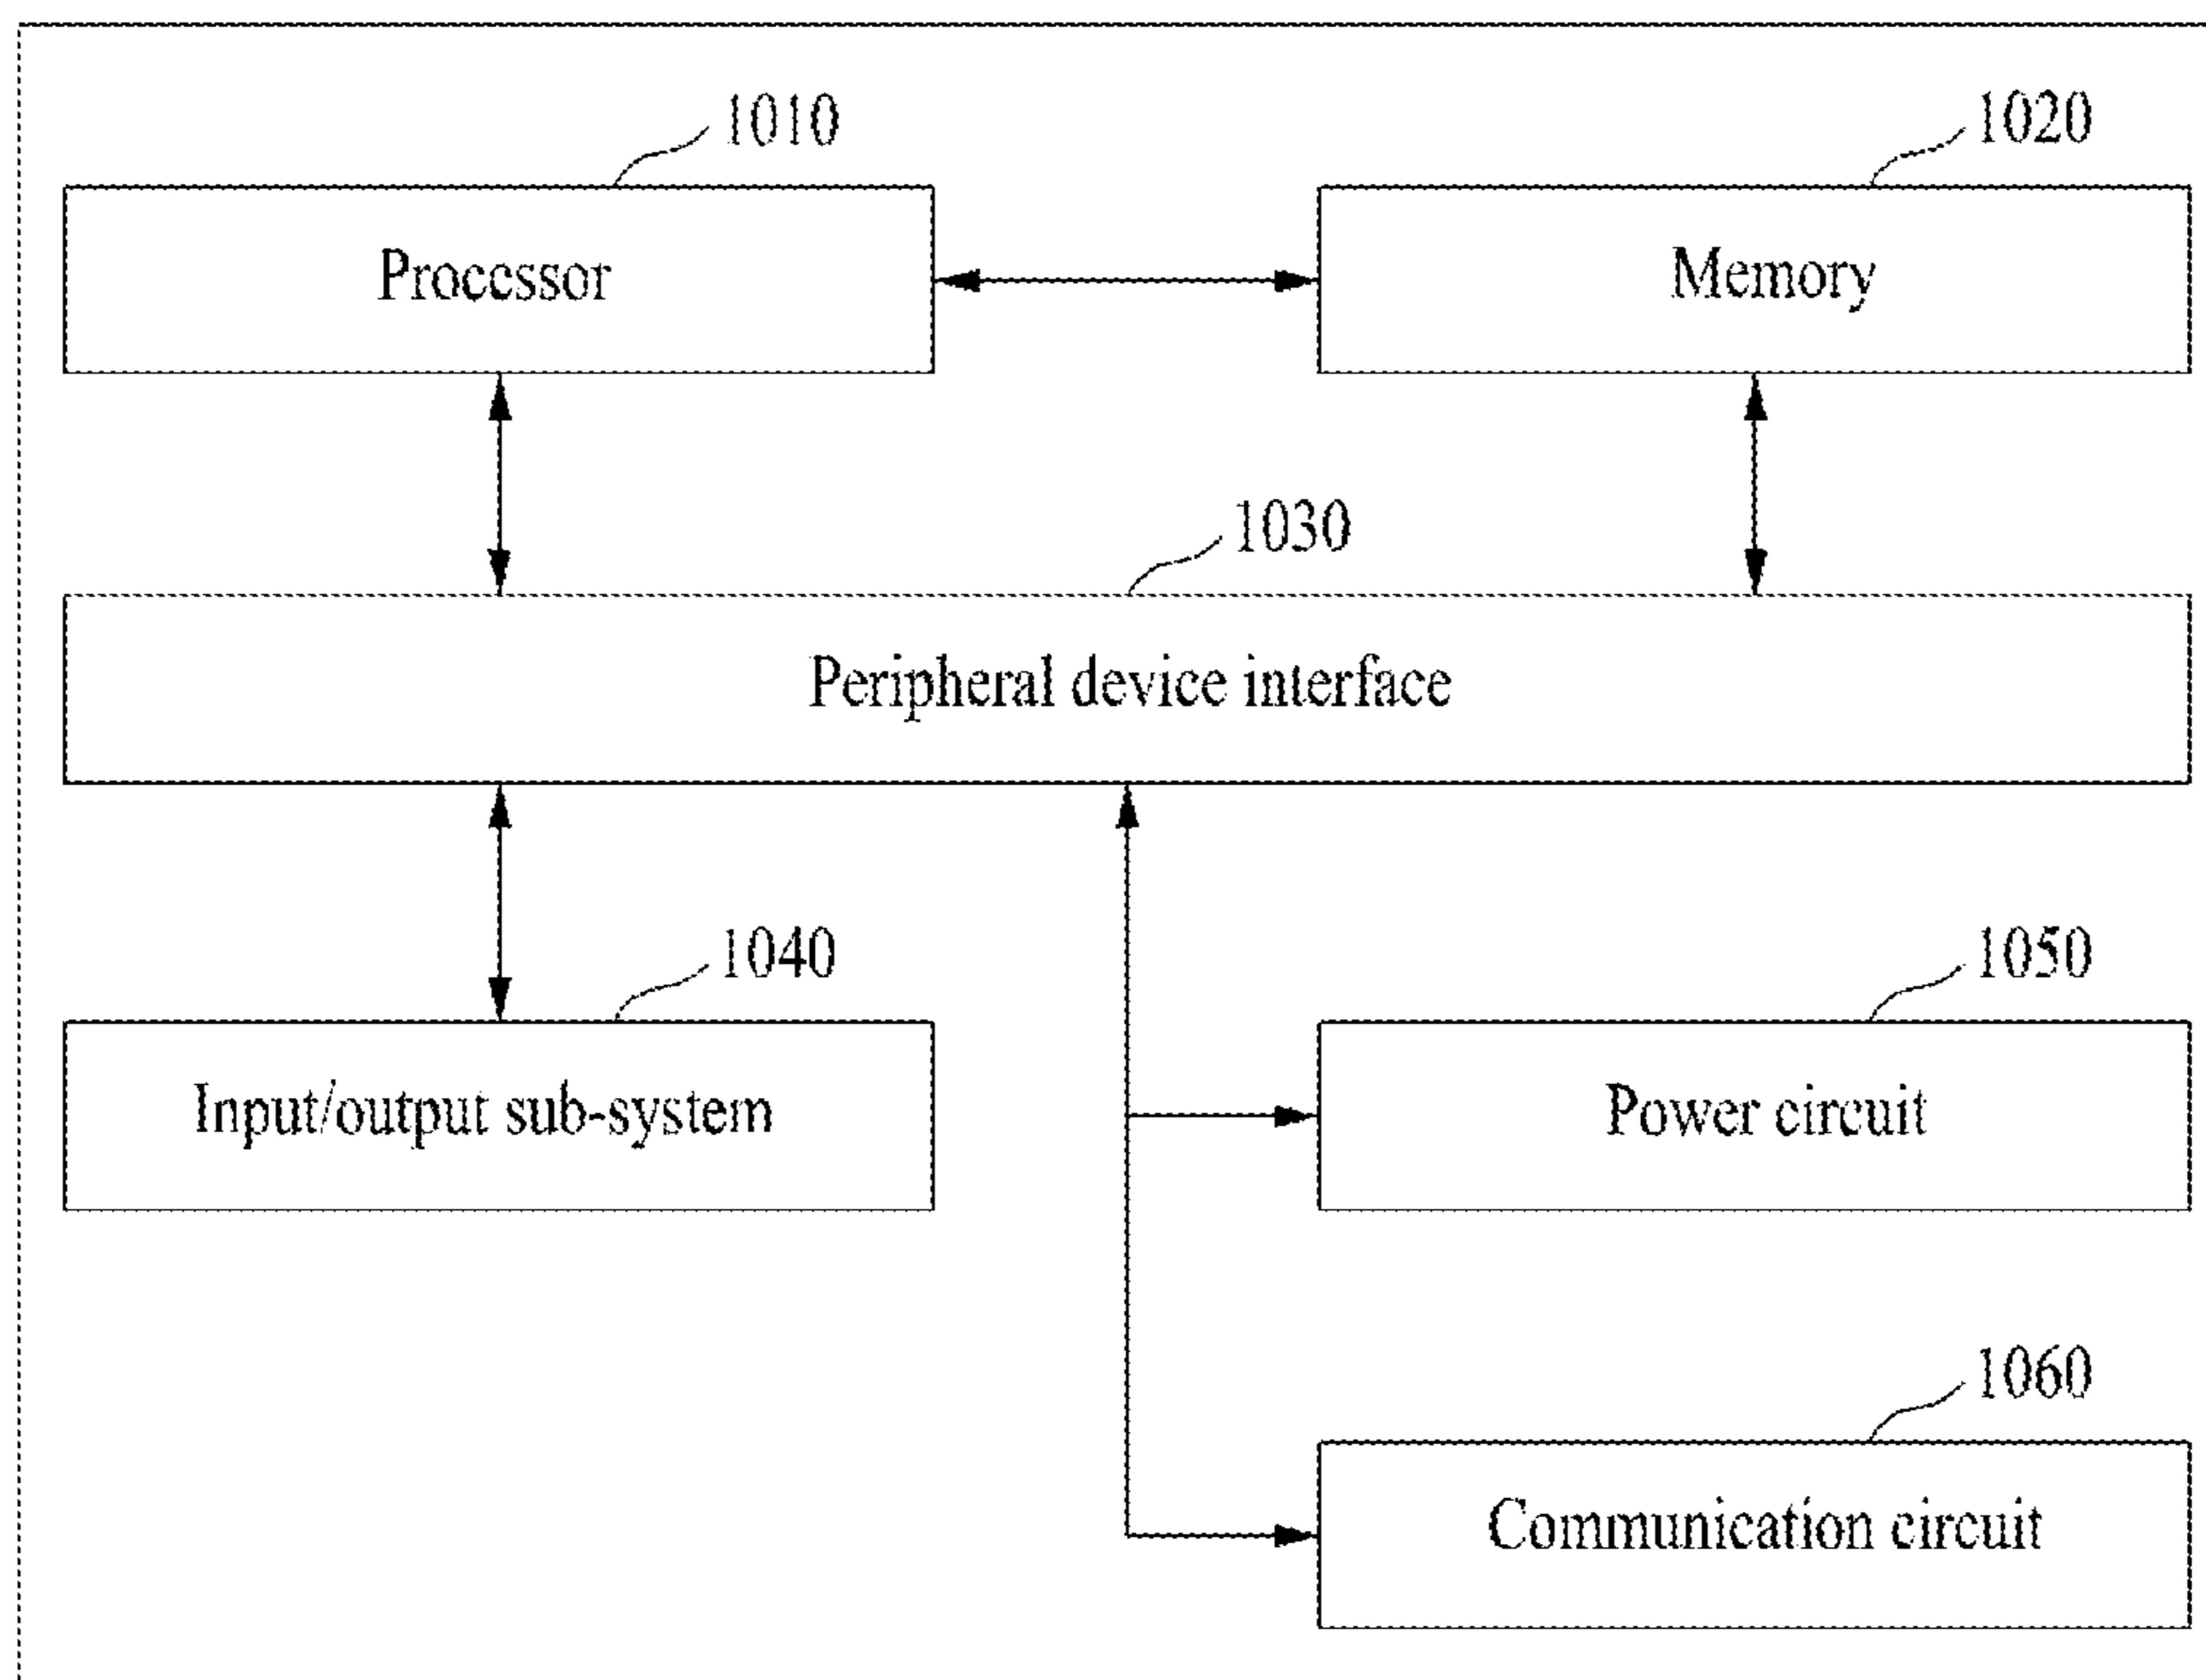 1010
1020
Processor
Memory
1030
Peripheral device interface
1040
1050
Input/output sub-system
Power circuit
1060
Communication circuit